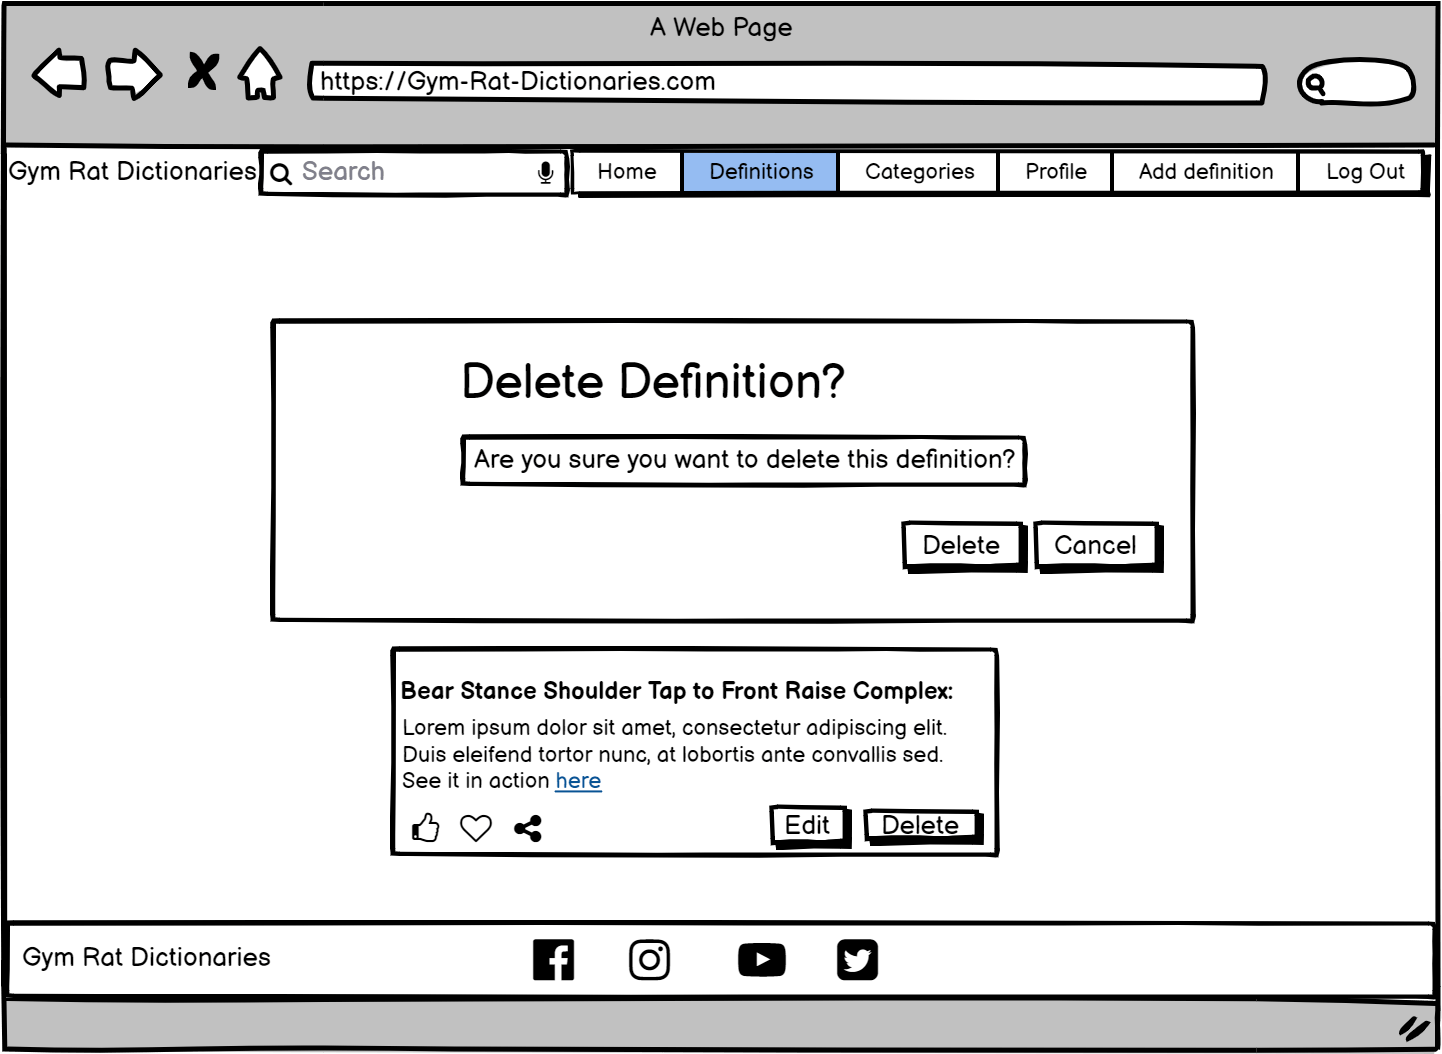 A Web Page
https://Gym-Rat-Dictionaries.com
Gym Rat Dictionaries Search Home Definitions Categories Profile Add definition Log Out
Delete Definition?
Are you sure you want to delete this definition?
Delete Cancel
Bear Stance Shoulder Tap to Front Raise Complex:
Lorem ipsum dolor sit amet, consectetur adipiscing elit.
Duis eleifend tortor nunc, at lobortis ante convallis sed.
See it in action here
Edit Delete
Gym Rat Dictionaries